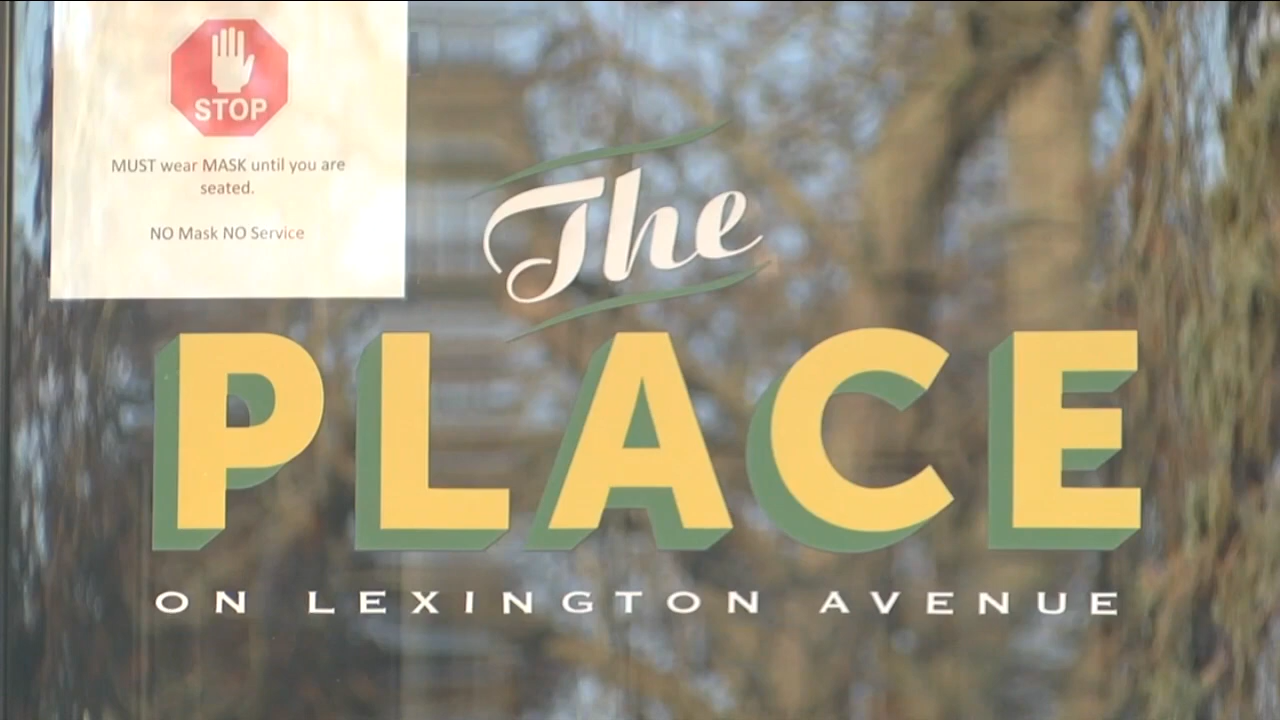 STOP
MUST wear MASK until you are
seated.
NO Mask NO Service
The
PLACE
ON LEXINGTON AVENUE